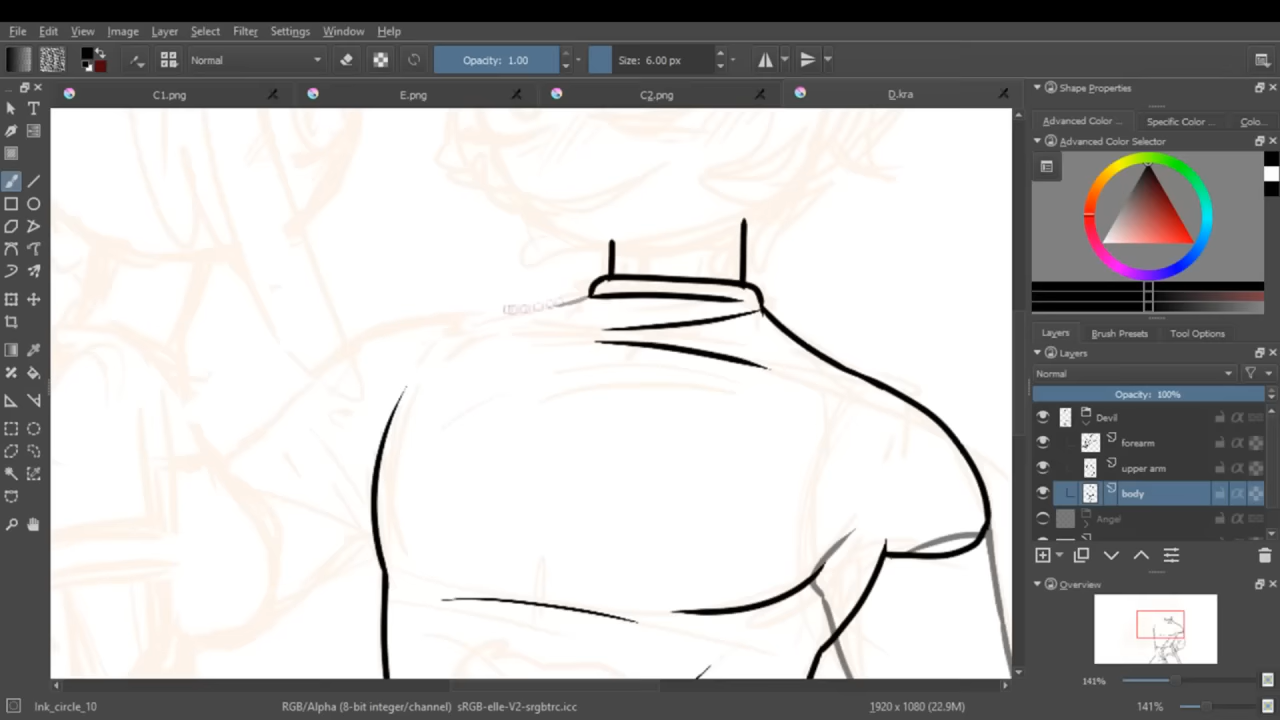 File Edit View Image Layer Select Filter Settings Window Help
Normal Opacity: 1.00 Size: 6.00 px
C1.png E.png C2.png D.kra
Shape Properties
Advanced Color ... Specific Color ... Colo...
Advanced Color Selector
Layers Brush Presets Tool Options
Layers
Normal
Opacity: 100%
Devil
forearm
upper arm
body
Angel
Overview
141%
Ink_circle_10 RGB/Alpha (8-bit integer/channel) sRGB-elle-V2-srgbtrc.icc 1920 x 1080 (22.9M) 141%